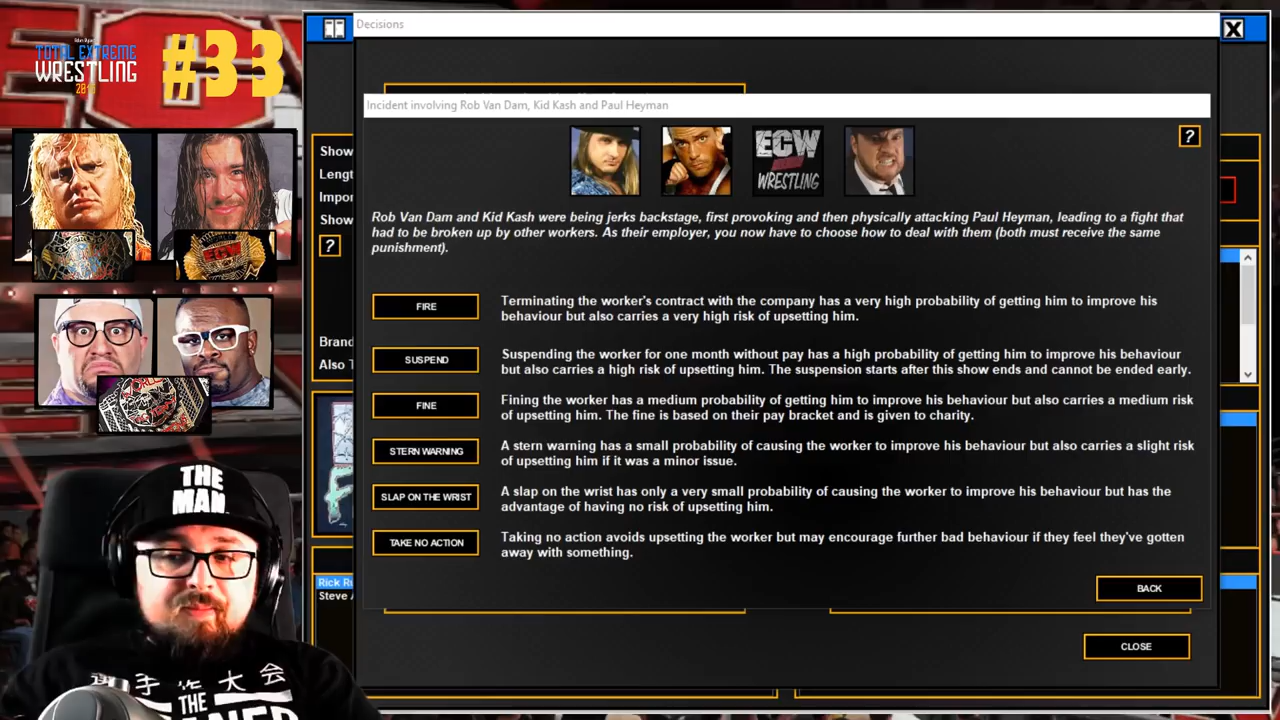 Decisions
TOTAL EXTREME
WRESTLING
#33
Incident involving Rob Van Dam, Kid Kash and Paul Heyman
?
ECW
WRESTLING
Rob Van Dam and Kid Kash were being jerks backstage, first provoking and then physically attacking Paul Heyman, leading to a fight that
had to be broken up by other workers. As their employer, you now have to choose how to deal with them (both must receive the same
punishment).
Show
Lengt
Impor
Show
?
Brand
Also T
FIRE
Terminating the worker's contract with the company has a very high probability of getting him to improve his
behaviour but also carries a very high risk of upsetting him.
SUSPEND
Suspending the worker for one month without pay has a high probability of getting him to improve his behaviour
but also carries a high risk of upsetting him. The suspension starts after this show ends and cannot be ended early.
FINE
Fining the worker has a medium probability of getting him to improve his behaviour but also carries a medium risk
of upsetting him. The fine is based on their pay bracket and is given to charity.
STERN WARNING
A stern warning has a small probability of causing the worker to improve his behaviour but also carries a slight risk
of upsetting him if it was a minor issue.
SLAP ON THE WRIST
A slap on the wrist has only a very small probability of causing the worker to improve his behaviour but has the
advantage of having no risk of upsetting him.
TAKE NO ACTION
Taking no action avoids upsetting the worker but may encourage further bad behaviour if they feel they've gotten
away with something.
Rick Ru
Steve A
BACK
CLOSE
THE
MAN
選手 大会
THE